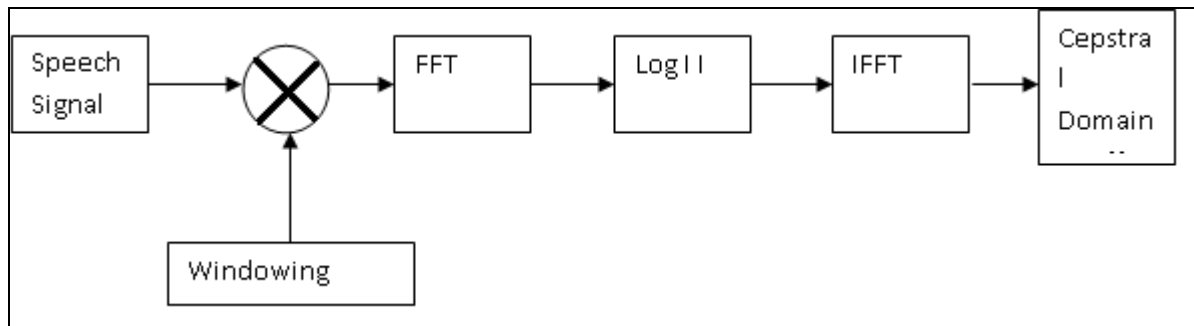 Speech
Signal
FFT
Log I I
IFFT
Cepstra
l
Domain
Windowing